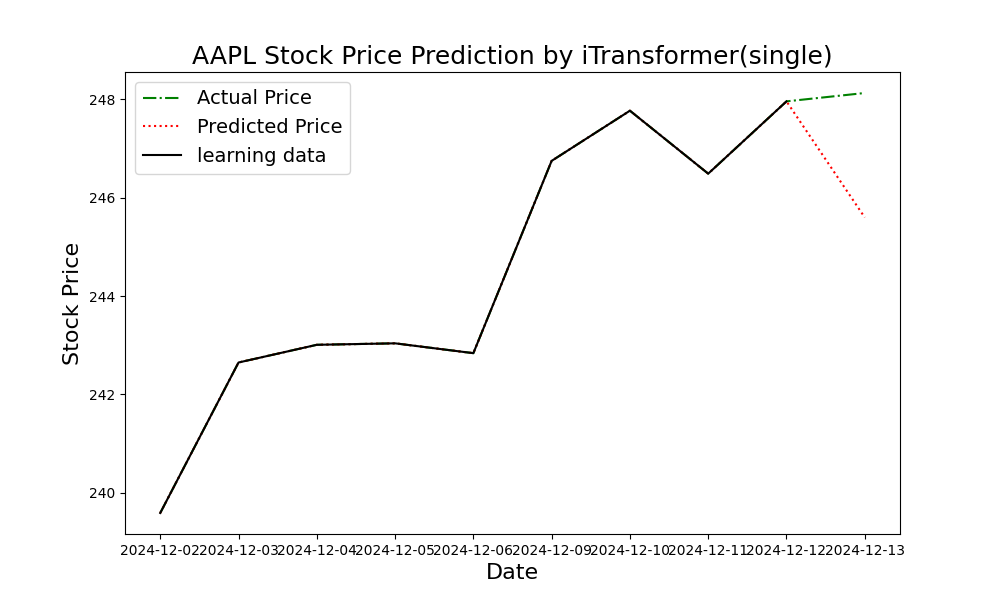 AAPL Stock Price Prediction by iTransformer(single)
Actual Price
Predicted Price
learning data
248
246
244
242
240
Stock Price
2024-12-02 2024-12-03 2024-12-04 2024-12-05 2024-12-06 2024-12-09 2024-12-10 2024-12-11 2024-12-12 2024-12-13
Date